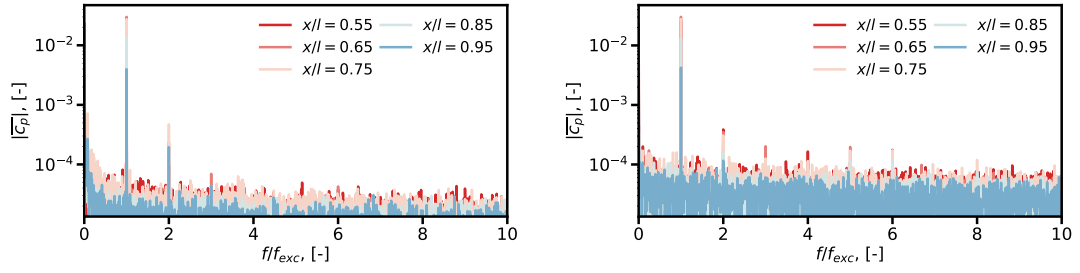 10⁻²
10⁻³
10⁻⁴
|c̅ₚ|, [-]
x/l = 0.55
x/l = 0.65
x/l = 0.75
x/l = 0.85
x/l = 0.95
0 2 4 6 8 10
f/f_exc, [-]
10⁻²
10⁻³
10⁻⁴
|c̅ₚ|, [-]
x/l = 0.55
x/l = 0.65
x/l = 0.75
x/l = 0.85
x/l = 0.95
0 2 4 6 8 10
f/f_exc, [-]